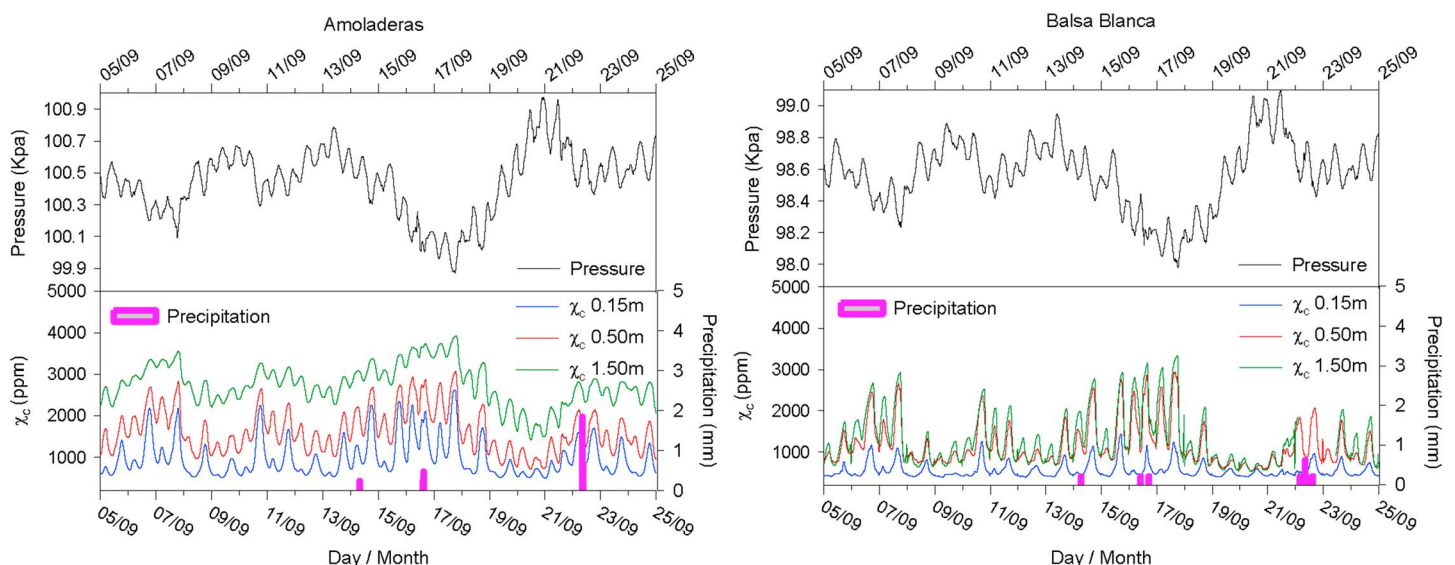 Amoladeras
05/09 07/09 09/09 11/09 13/09 15/09 17/09 19/09 21/09 23/09 25/09
Pressure (Kpa)
100.9
100.7
100.5
100.3
100.1
99.9
Pressure
5000
4000
3000
2000
1000
χc (ppm)
Precipitation
χc 0.15m
χc 0.50m
χc 1.50m
5
4
3
2
1
0
Precipitation (mm)
05/09 07/09 09/09 11/09 13/09 15/09 17/09 19/09 21/09 23/09 25/09
Day / Month
Balsa Blanca
05/09 07/09 09/09 11/09 13/09 15/09 17/09 19/09 21/09 23/09 25/09
Pressure (Kpa)
99.0
98.8
98.6
98.4
98.2
98.0
Pressure
5000
4000
3000
2000
1000
χc (ppm)
Precipitation
χc 0.15m
χc 0.50m
χc 1.50m
5
4
3
2
1
0
Precipitation (mm)
05/09 07/09 09/09 11/09 13/09 15/09 17/09 19/09 21/09 23/09 25/09
Day / Month